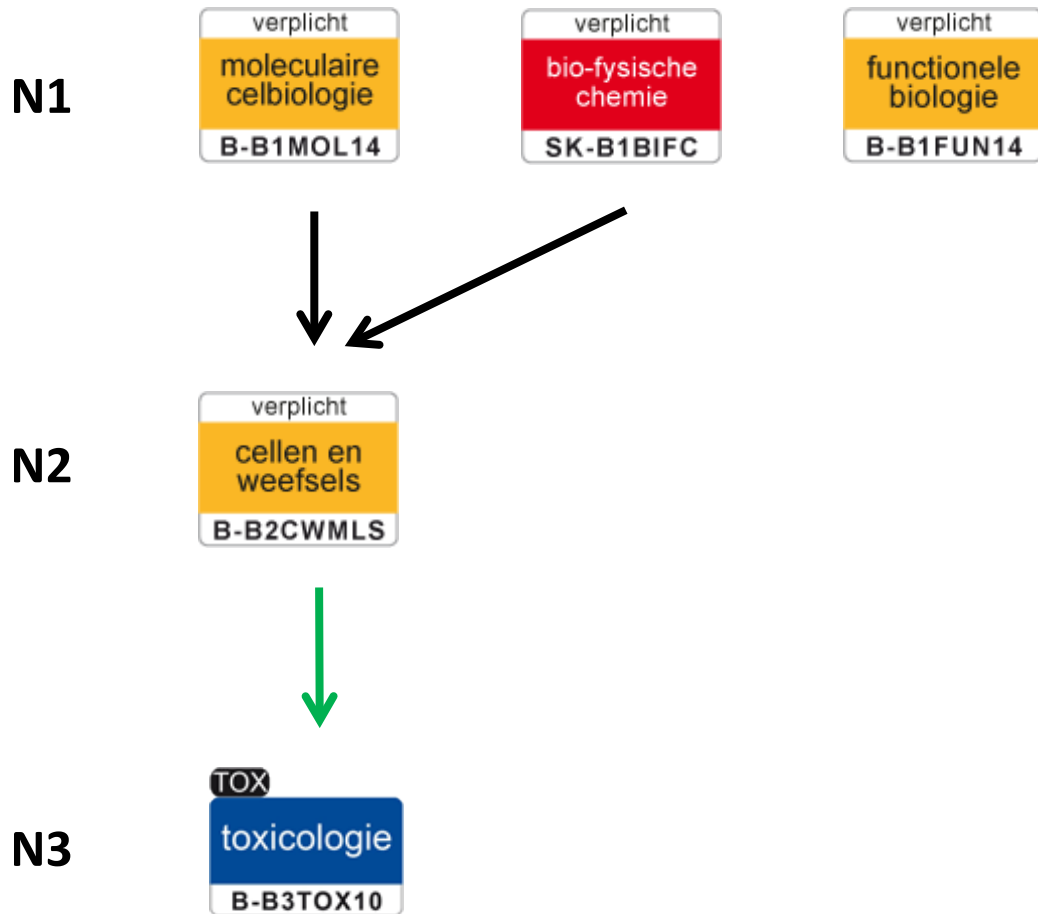 N1
verplicht
moleculaire
celbiologie
B-B1MOL14
verplicht
bio-fysische
chemie
SK-B1BIFC
verplicht
functionele
biologie
B-B1FUN14
N2
verplicht
cellen en
weefsels
B-B2CWMLS
N3
TOX
toxicologie
B-B3TOX10